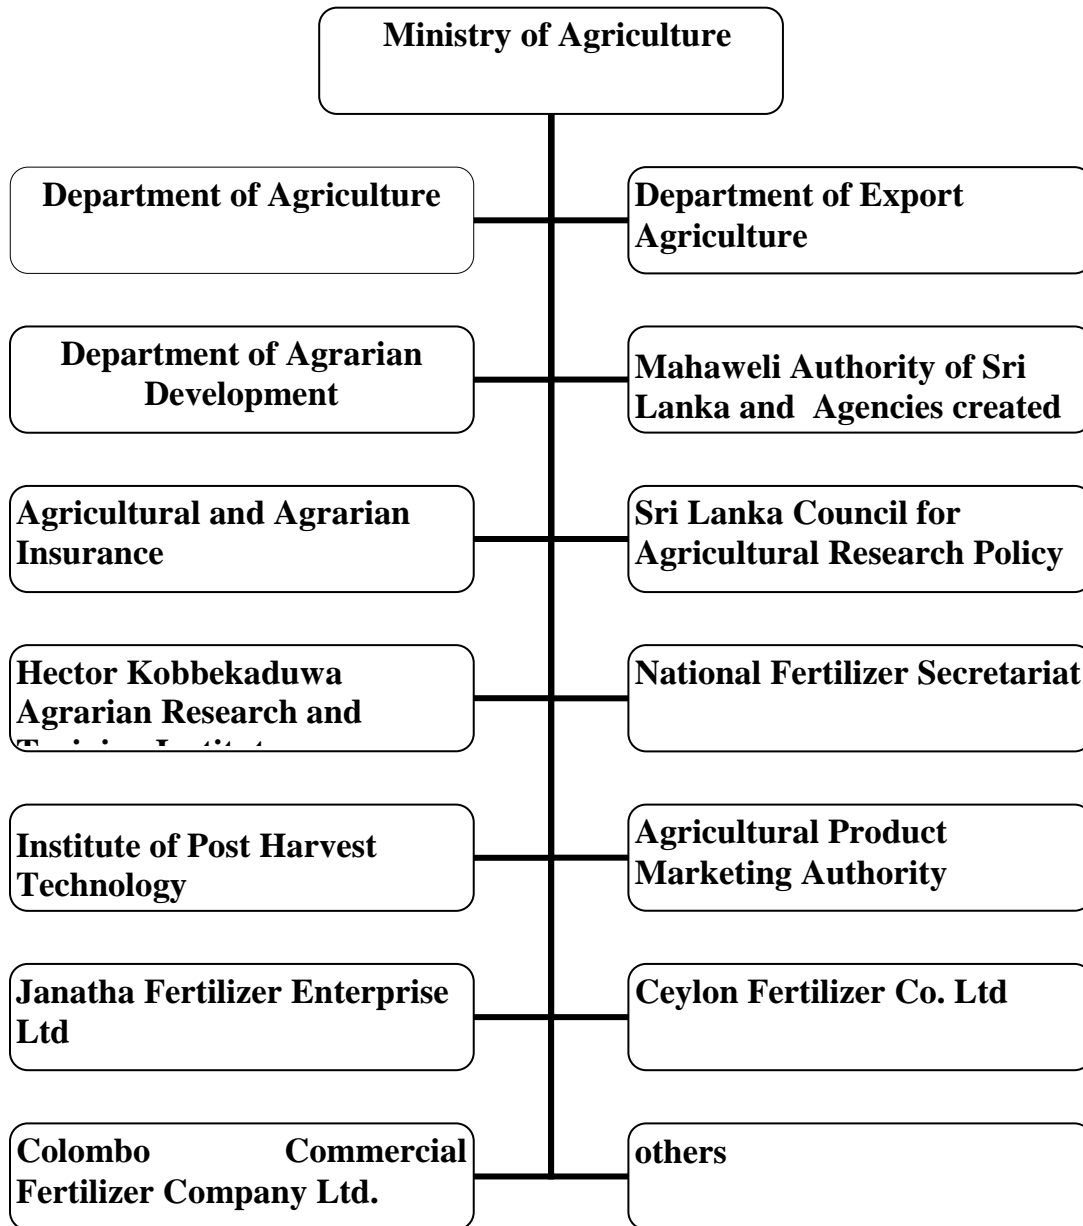 Ministry of Agriculture
Department of Agriculture
Department of Export
Agriculture
Department of Agrarian
Development
Mahaweli Authority of Sri
Lanka and Agencies created
Agricultural and Agrarian
Insurance
Sri Lanka Council for
Agricultural Research Policy
Hector Kobbekaduwa
Agrarian Research and
National Fertilizer Secretariat
Institute of Post Harvest
Technology
Agricultural Product
Marketing Authority
Janatha Fertilizer Enterprise
Ltd
Ceylon Fertilizer Co. Ltd
Colombo Commercial
Fertilizer Company Ltd.
others